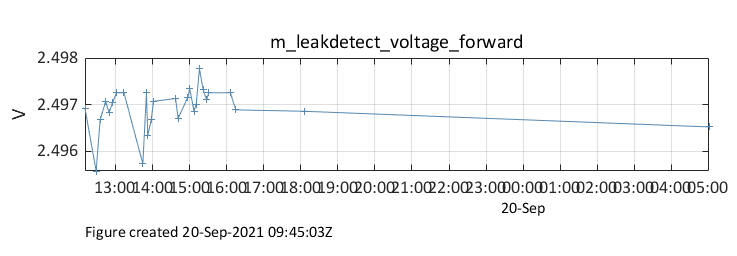 m_leakdetect_voltage_forward
2.498
2.497
2.496
V
13:00 14:00 15:00 16:00 17:00 18:00 19:00 20:00 21:00 22:00 23:00 00:00 01:00 02:00 03:00 04:00 05:00
20-Sep
Figure created 20-Sep-2021 09:45:03Z